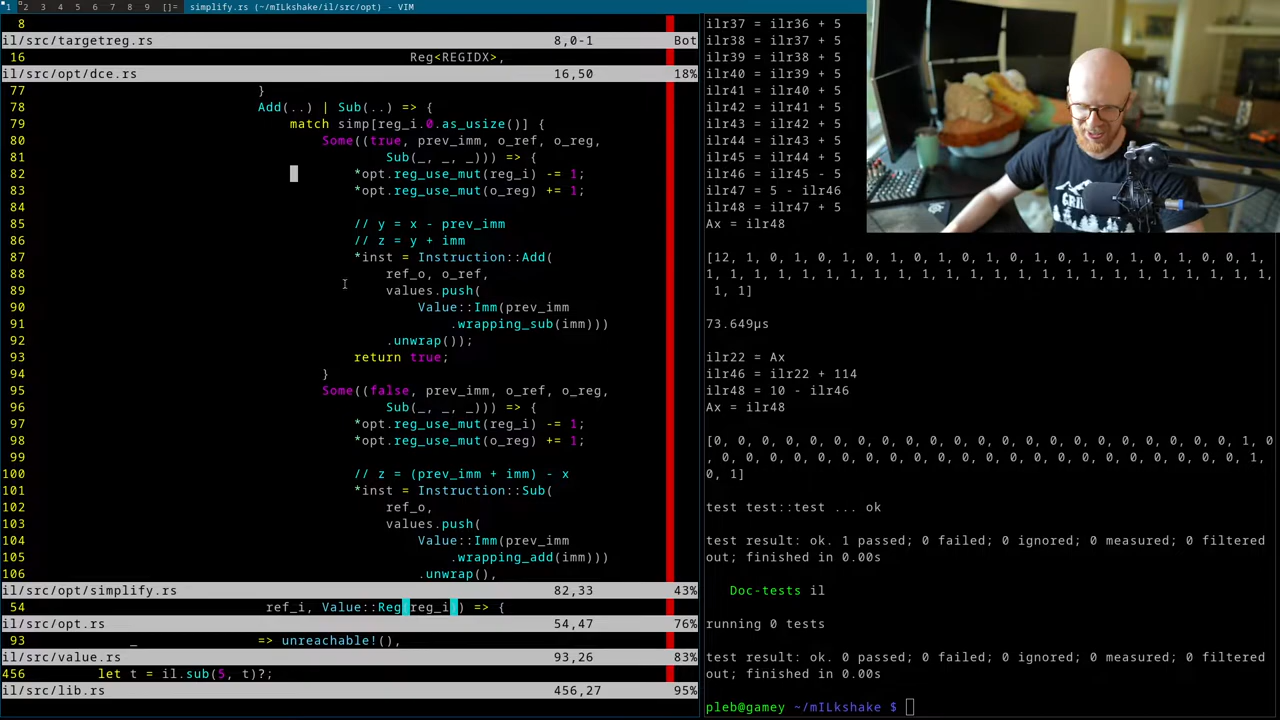 1 2 3 4 5 6 7 8 9 []= simplify.rs (~/mILkshake/il/src/opt) - VIM
8
il/src/targetreg.rs 8,0-1 Bot
16 Reg<REGIDX>,
il/src/opt/dce.rs 16,50 18%
77 }
78 Add(..) | Sub(..) => {
79 match simp[reg_i.0.as_usize()] {
80 Some((true, prev_imm, o_ref, o_reg,
81 Sub(_, _, _))) => {
82 *opt.reg_use_mut(reg_i) -= 1;
83 *opt.reg_use_mut(o_reg) += 1;
84
85 // y = x - prev_imm
86 // z = y + imm
87 *inst = Instruction::Add(
88 ref_o, o_ref,
89 values.push(
90 Value::Imm(prev_imm
91 .wrapping_sub(imm)))
92 .unwrap());
93 return true;
94 }
95 Some((false, prev_imm, o_ref, o_reg,
96 Sub(_, _, _))) => {
97 *opt.reg_use_mut(reg_i) -= 1;
98 *opt.reg_use_mut(o_reg) += 1;
99
100 // z = (prev_imm + imm) - x
101 *inst = Instruction::Sub(
102 ref_o,
103 values.push(
104 Value::Imm(prev_imm
105 .wrapping_add(imm)))
106 .unwrap(),
il/src/opt/simplify.rs 82,33 43%
54 ref_i, Value::Reg(reg_i)) => {
il/src/opt.rs 54,47 76%
93 _ => unreachable!(),
il/src/value.rs 93,26 83%
456 let t = il.sub(5, t)?;
il/src/lib.rs 456,27 95%
ilr37 = ilr36 + 5
ilr38 = ilr37 + 5
ilr39 = ilr38 + 5
ilr40 = ilr39 + 5
ilr41 = ilr40 + 5
ilr42 = ilr41 + 5
ilr43 = ilr42 + 5
ilr44 = ilr43 + 5
ilr45 = ilr44 + 5
ilr46 = ilr45 - 5
ilr47 = 5 - ilr46
ilr48 = ilr47 + 5
Ax = ilr48
[12, 1, 0, 1, 0, 1, 0, 1, 0, 1, 0, 1, 0, 1, 0, 1, 0, 1, 0, 1, 0, 0, 1,
1, 1, 1, 1, 1, 1, 1, 1, 1, 1, 1, 1, 1, 1, 1, 1, 1, 1, 1, 1, 1, 1, 1,
1, 1]
73.649µs
ilr22 = Ax
ilr46 = ilr22 + 114
ilr48 = 10 - ilr46
Ax = ilr48
[0, 0, 0, 0, 0, 0, 0, 0, 0, 0, 0, 0, 0, 0, 0, 0, 0, 0, 0, 0, 0, 0, 1, 0
, 0, 0, 0, 0, 0, 0, 0, 0, 0, 0, 0, 0, 0, 0, 0, 0, 0, 0, 0, 0, 0, 0, 1,
0, 1]
test test::test ... ok
test result: ok. 1 passed; 0 failed; 0 ignored; 0 measured; 0 filtered
out; finished in 0.00s
Doc-tests il
running 0 tests
test result: ok. 0 passed; 0 failed; 0 ignored; 0 measured; 0 filtered
out; finished in 0.00s
pleb@gamey ~/mILkshake $